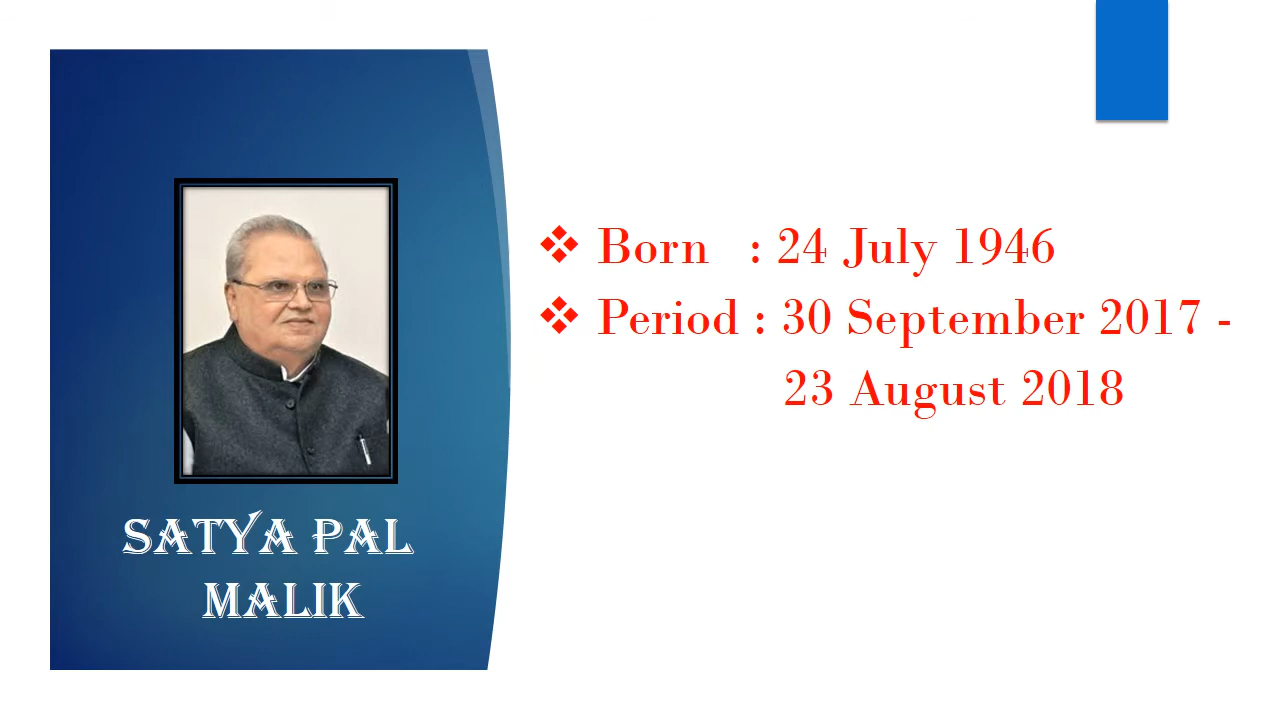 SATYA PAL
MALIK
❖ Born : 24 July 1946
❖ Period : 30 September 2017 -
23 August 2018